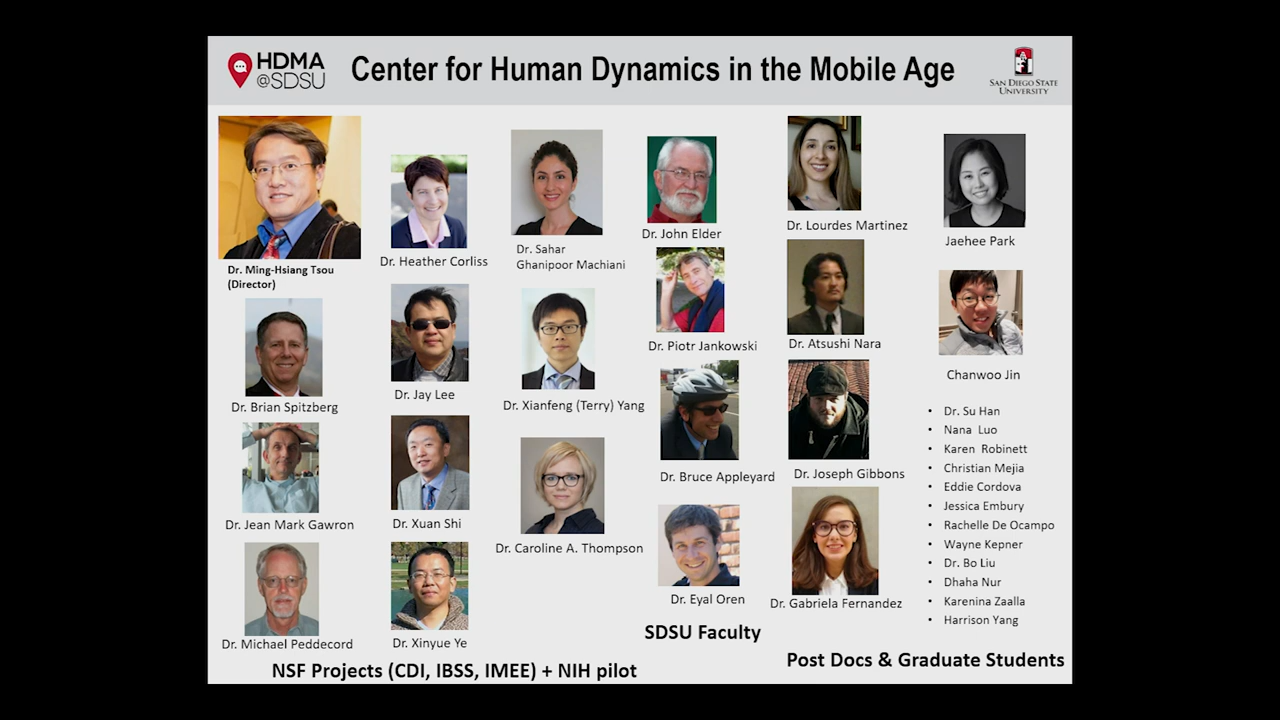 HDMA
@SDSU
Center for Human Dynamics in the Mobile Age
SAN DIEGO STATE
UNIVERSITY
Dr. Ming-Hsiang Tsou
(Director)
Dr. Brian Spitzberg
Dr. Jean Mark Gawron
Dr. Michael Peddecord
Dr. Heather Corliss
Dr. Jay Lee
Dr. Xuan Shi
Dr. Xinyue Ye
Dr. Sahar
Ghanipoor Machiani
Dr. Xianfeng (Terry) Yang
Dr. Caroline A. Thompson
NSF Projects (CDI, IBSS, IMEE) + NIH pilot
Dr. John Elder
Dr. Piotr Jankowski
Dr. Bruce Appleyard
Dr. Eyal Oren
SDSU Faculty
Dr. Lourdes Martinez
Dr. Atsushi Nara
Dr. Joseph Gibbons
Dr. Gabriela Fernandez
Jaehee Park
Chanwoo Jin
• Dr. Su Han
• Nana Luo
• Karen Robinett
• Christian Mejia
• Eddie Cordova
• Jessica Embury
• Rachelle De Ocampo
• Wayne Kepner
• Dr. Bo Liu
• Dhaha Nur
• Karenina Zaalla
• Harrison Yang
Post Docs & Graduate Students